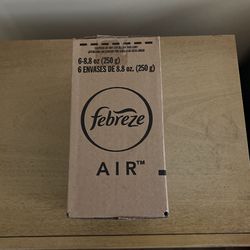 6-8.8 oz (250 g)
6 ENVASES DE 8.8 oz. (250 g)
febreze
AIR™